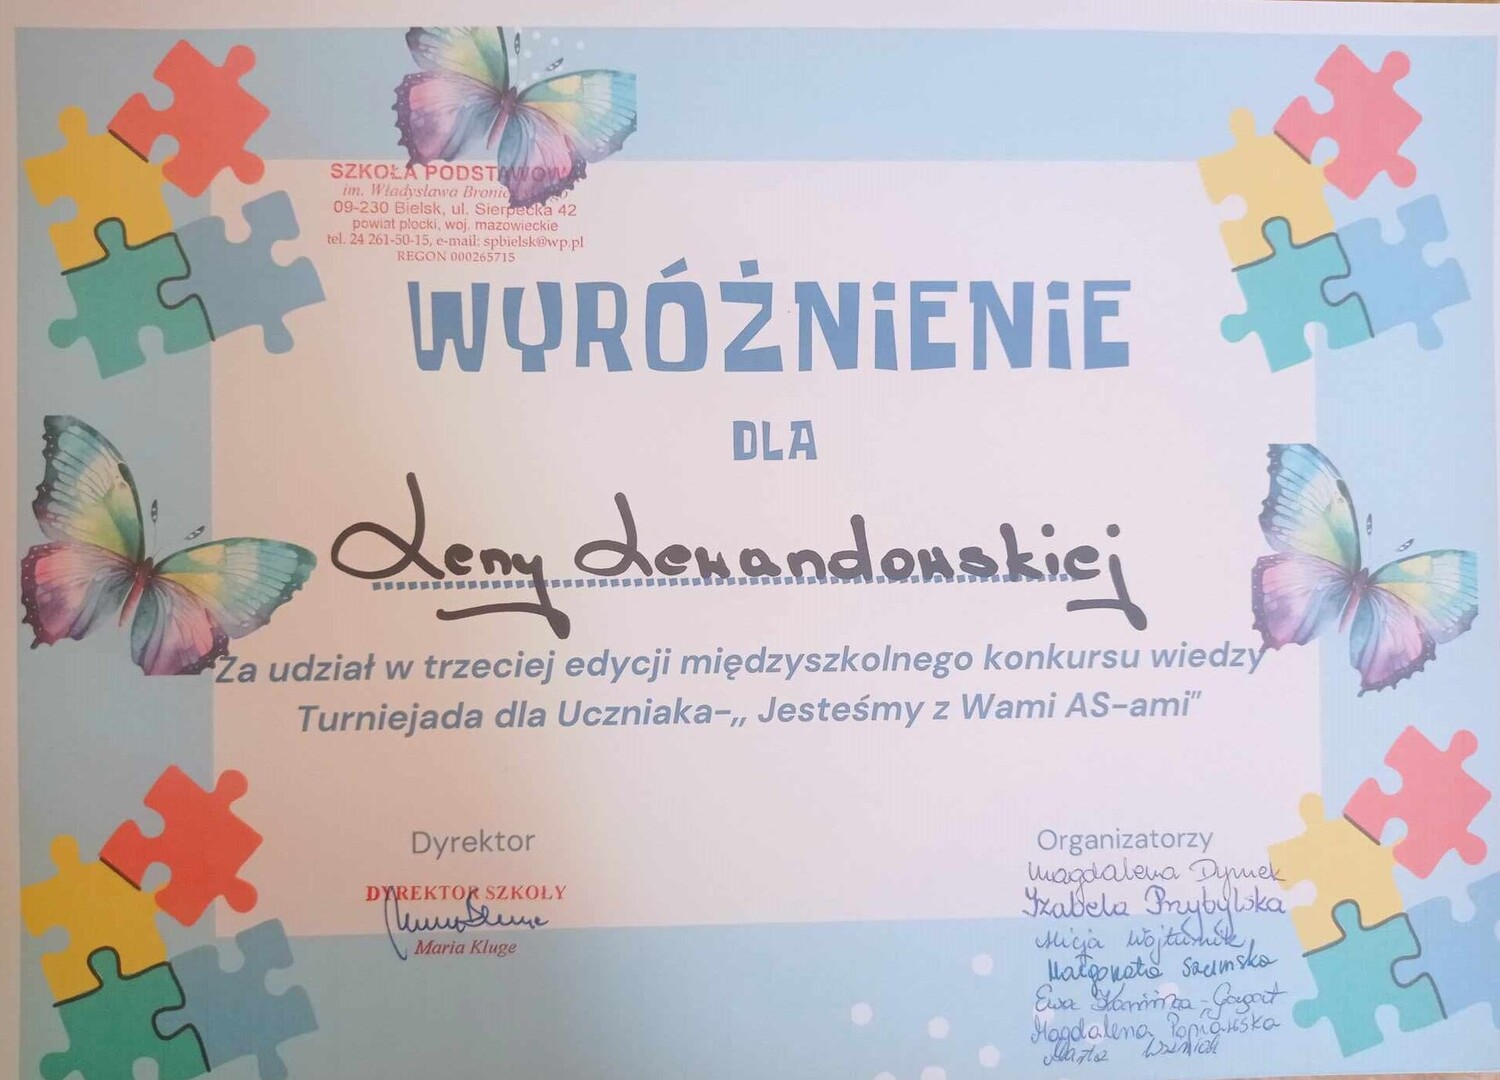 SZKOŁA PODSTAWOWA
im. Władysława
09-230 Bielsk, ul. Sierpecka 42
powiat płocki, woj. mazowieckie
tel. 24 261-50-15, e-mail: spbielsk@wp.pl
REGON 000265715
WYRÓŻNIENIE
DLA
Leny Lewandowskiej
Za udział w trzeciej edycji międzyszkolnego konkursu wiedzy
Turniejada dla Uczniaka-,, Jesteśmy z Wami AS-ami"
Dyrektor
DYREKTOR SZKOŁY
Maria Kluge
Organizatorzy
Magdalena Dymek
Izabela Przybylska
Alicja
Małgorzata
Ewa
Magdalena